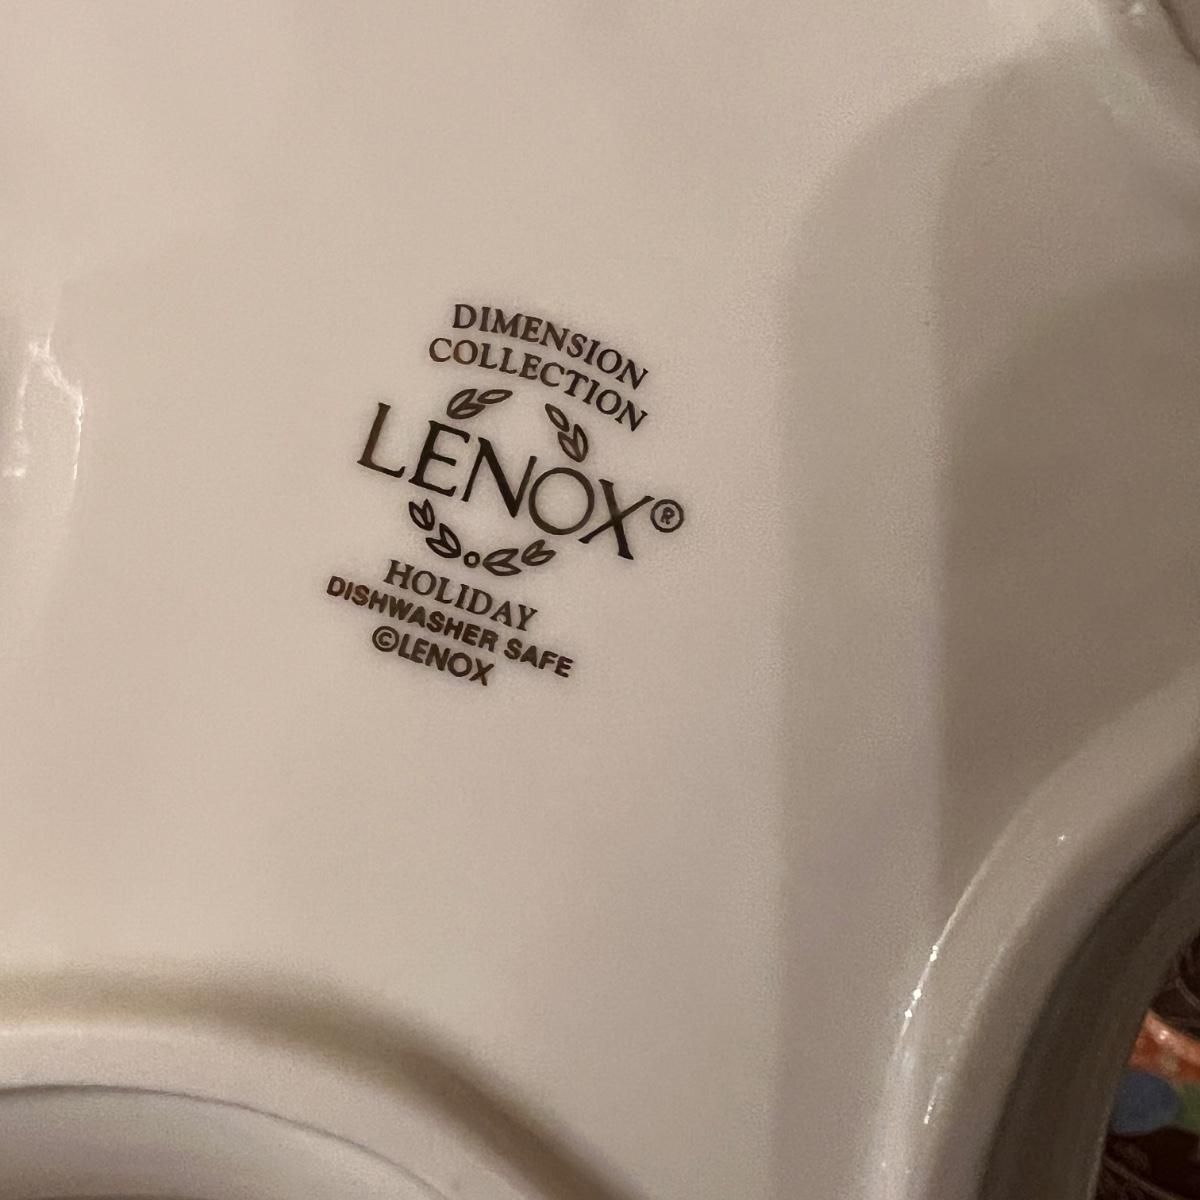 DIMENSION
COLLECTION
LENOX®
HOLIDAY
DISHWASHER SAFE
©LENOX